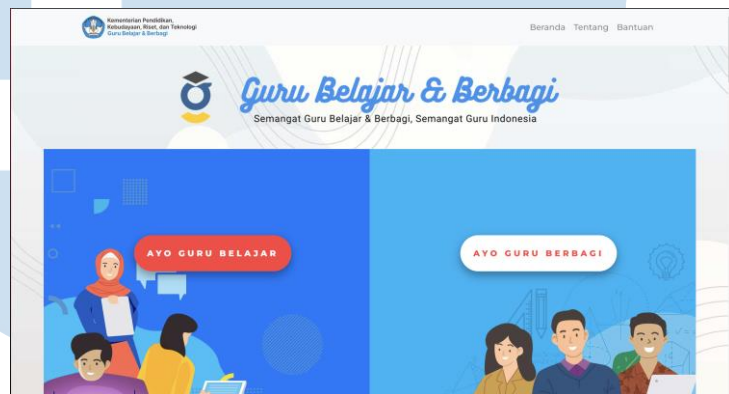 Kementerian Pendidikan,
Kebudayaan, Riset, dan Teknologi
Guru Belajar & Berbagi
Beranda Tentang Bantuan
Guru Belajar & Berbagi
Semangat Guru Belajar & Berbagi, Semangat Guru Indonesia
AYO GURU BELAJAR
AYO GURU BERBAGI